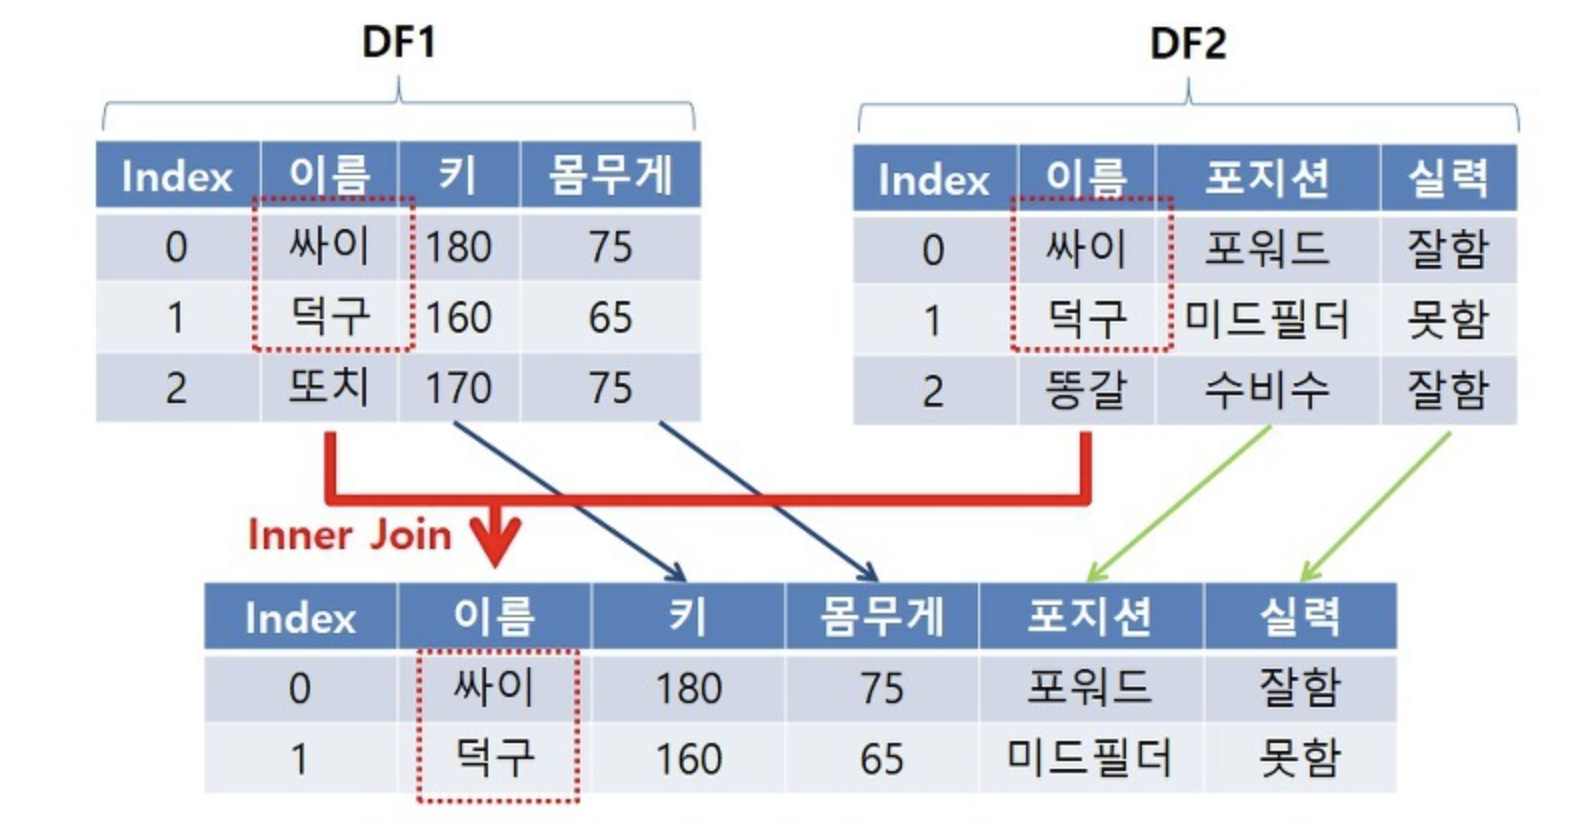 DF1 DF2
Index 이름 키 몸무게 Index 이름 포지션 실력
0 싸이 180 75 0 싸이 포워드 잘함
1 덕구 160 65 1 덕구 미드필더 못함
2 또치 170 75 2 똥갈 수비수 잘함
Inner Join
Index 이름 키 몸무게 포지션 실력
0 싸이 180 75 포워드 잘함
1 덕구 160 65 미드필더 못함